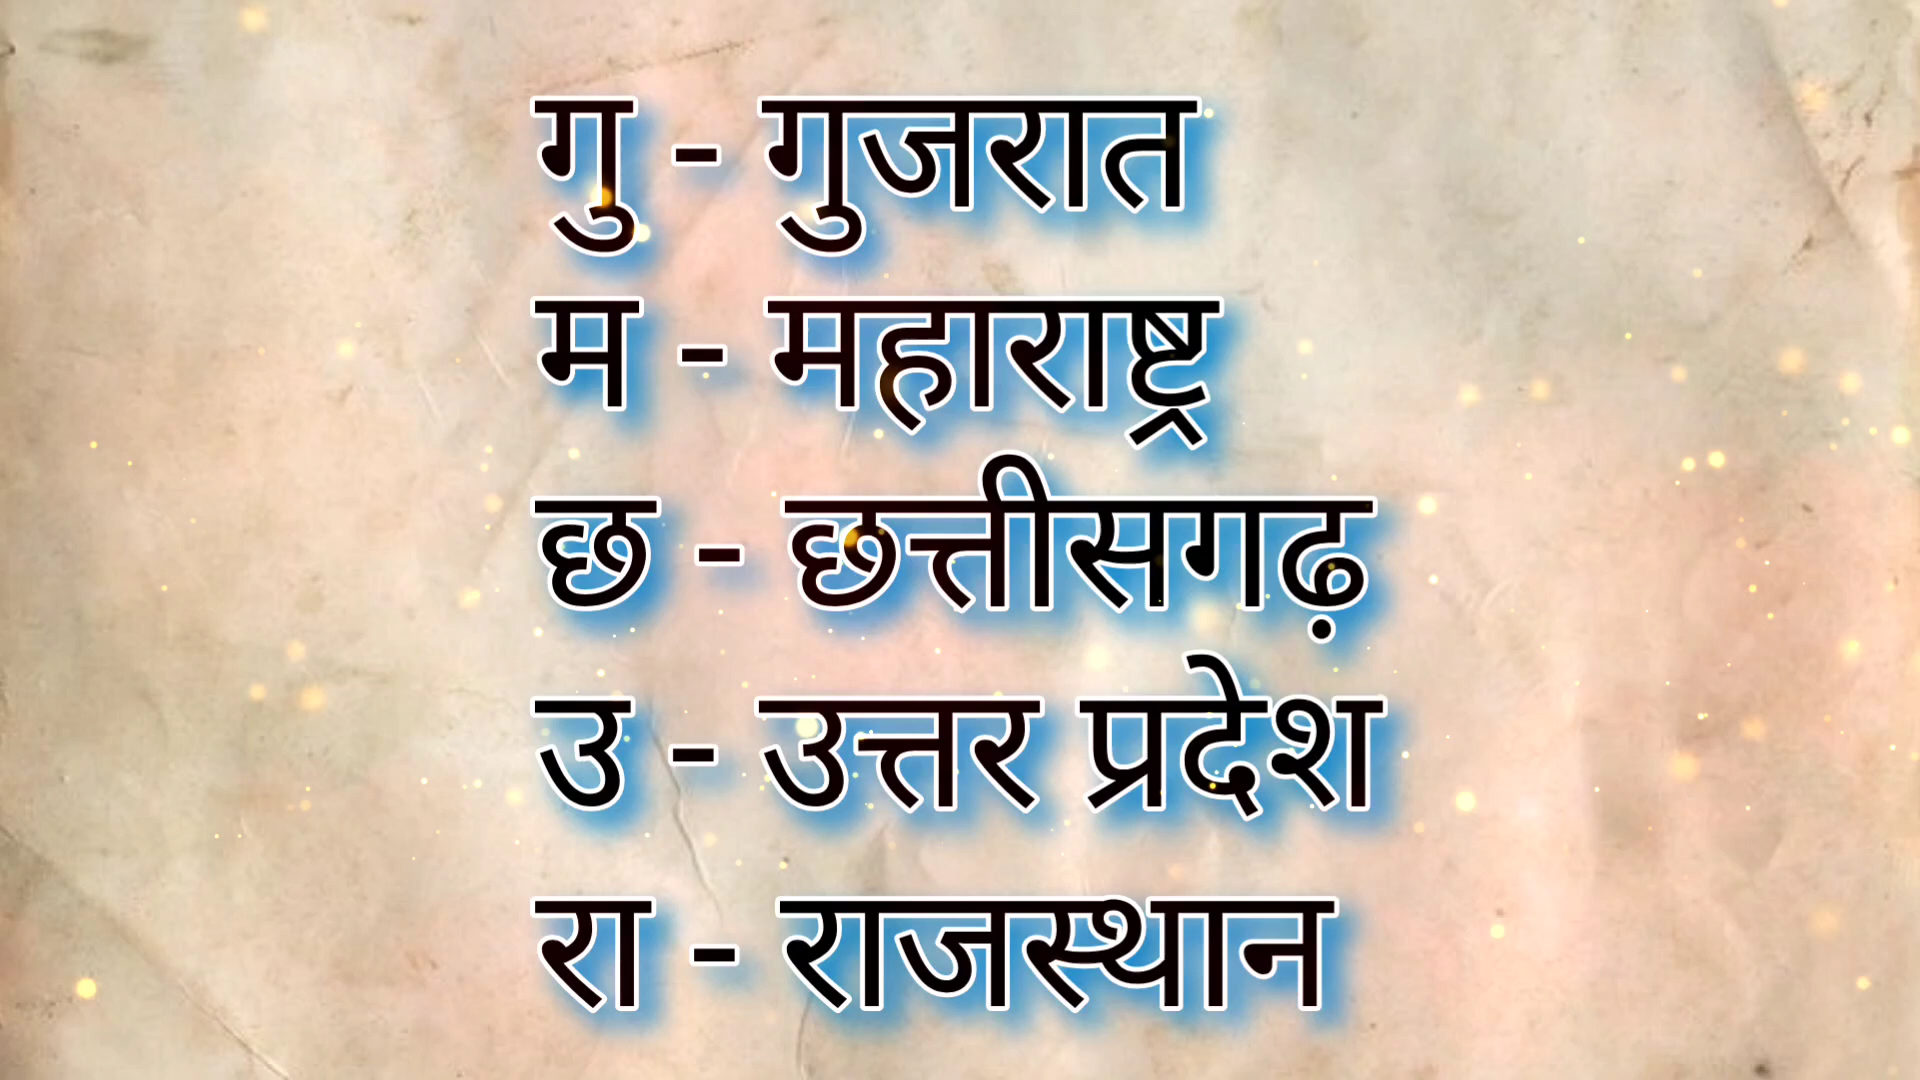 गु - गुजरात
म - महाराष्ट्र
छ - छत्तीसगढ़
उ - उत्तर प्रदेश
रा - राजस्थान